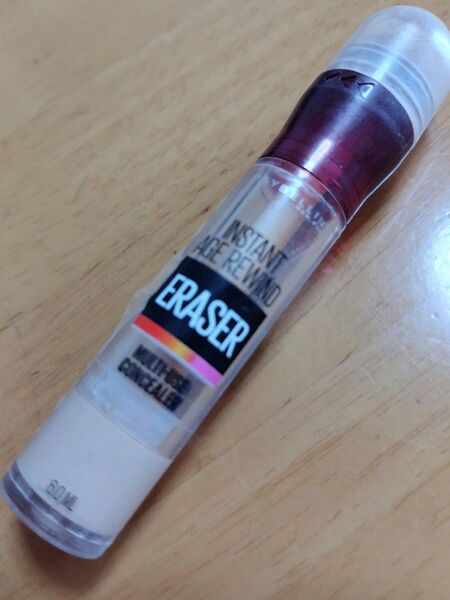 INSTANT
AGE REWIND
ERASER
MULTI-USE
CONCEALER
6.0 ML